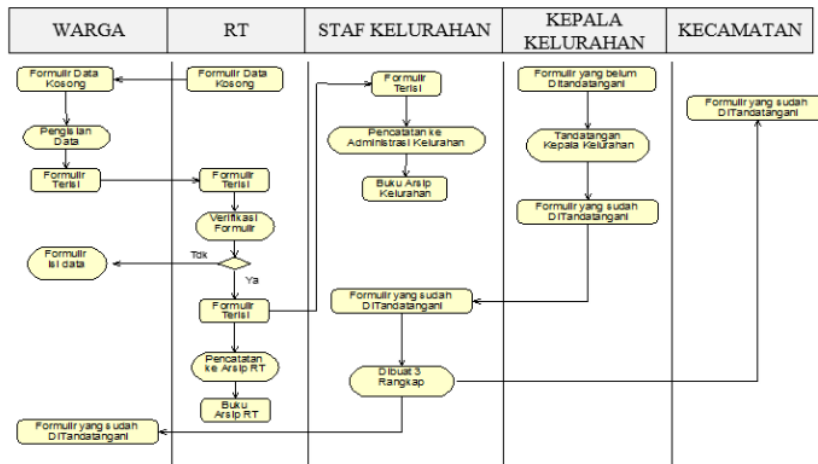 WARGA
RT
STAF KELURAHAN
KEPALA
KELURAHAN
KECAMATAN
Formulir Data
Kosong
Formulir Data
Kosong
Formulir
Terisi
Formulir yang belum
Ditandatangani
Formulir yang sudah
DiTandatangani
Pengisian
Data
Pencatatan ke
Administrasi Kelurahan
Tandatangan
Kepala Kelurahan
Formulir
Terisi
Formulir
Terisi
Buku Arsip
Kelurahan
Formulir yang sudah
DiTandatangani
Verifikasi
Formulir
Formulir
Isi data
Tdk
Ya
Formulir
Terisi
Formulir yang sudah
DiTandatangani
Pencatatan
ke Arsip RT
Dibuat 3
Rangkap
Buku
Arsip RT
Formulir yang sudah
DiTandatangani